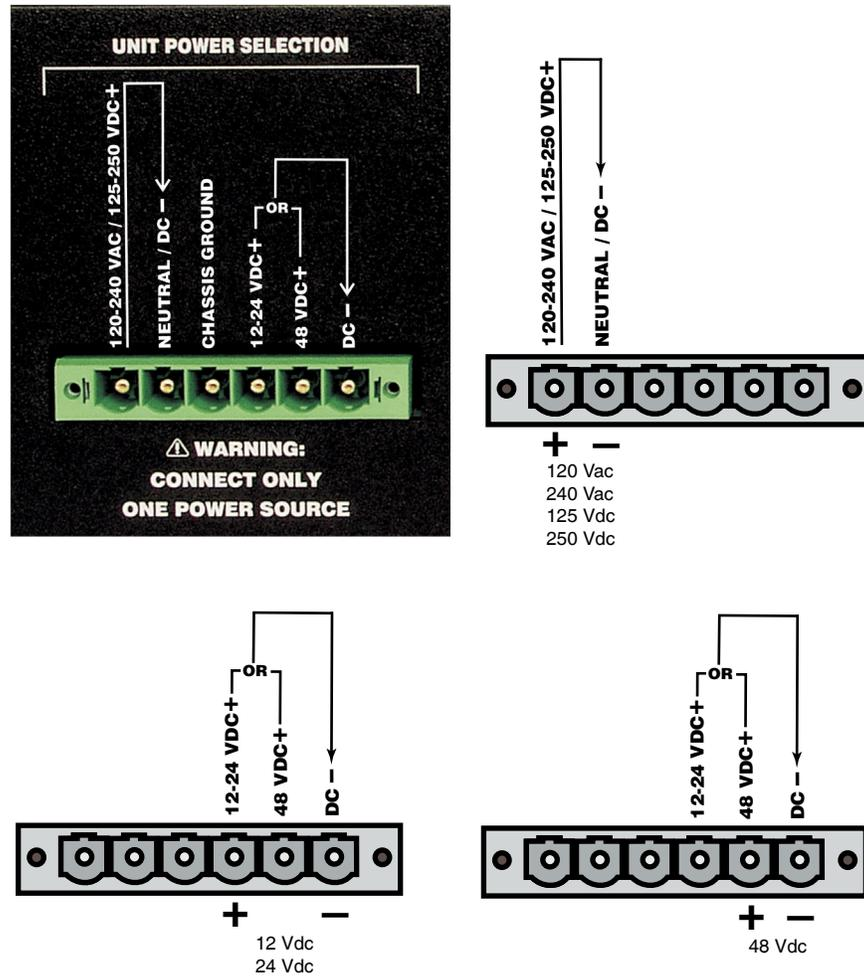 UNIT POWER SELECTION
120-240 VAC / 125-250 VDC+
NEUTRAL / DC −
CHASSIS GROUND
OR
12-24 VDC+
48 VDC+
DC −
⚠ WARNING:
CONNECT ONLY
ONE POWER SOURCE
120-240 VAC / 125-250 VDC+
NEUTRAL / DC −
+ −
120 Vac
240 Vac
125 Vdc
250 Vdc
OR
12-24 VDC+
48 VDC+
DC −
+ −
12 Vdc
24 Vdc
OR
12-24 VDC+
48 VDC+
DC −
+ −
48 Vdc